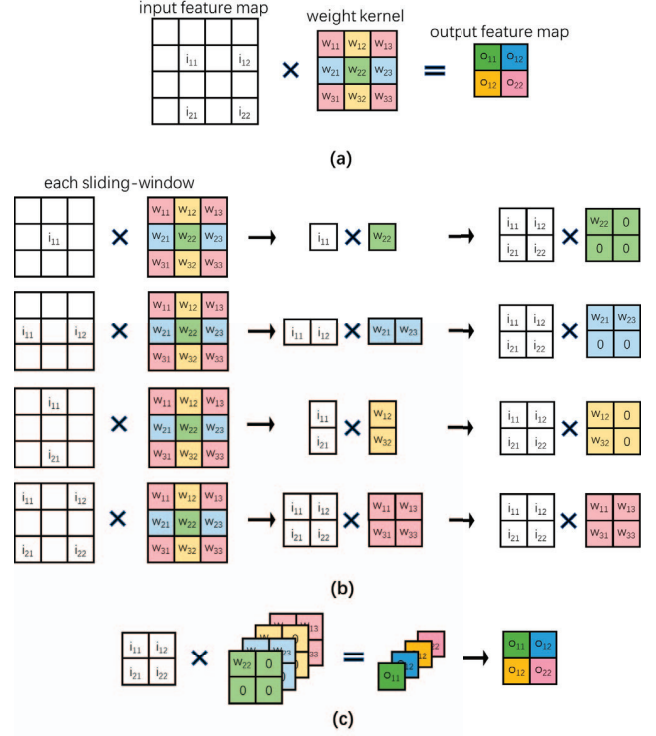 input feature map
weight kernel
output feature map
i11 i12
i21 i22
×
w11 w12 w13
w21 w22 w23
w31 w32 w33
=
o11 o12
o12 o22
(a)
each sliding-window
i11 × w11 w12 w13 w21 w22 w23 w31 w32 w33 → i11 × w22 → i11 i12 i21 i22 × w22 0 0 0
i11 i12 × w11 w12 w13 w21 w22 w23 w31 w32 w33 → i11 i12 × w21 w23 → i11 i12 i21 i22 × w21 w23 0 0
i11 i21 × w11 w12 w13 w21 w22 w23 w31 w32 w33 → i11 i21 × w12 w32 → i11 i12 i21 i22 × w12 0 w32 0
i11 i12 i21 i22 × w11 w12 w13 w21 w22 w23 w31 w32 w33 → i11 i12 i21 i22 × w11 w13 w31 w33 → i11 i12 i21 i22 × w11 w13 w31 w33
(b)
i11 i12
i21 i22
×
w13
w33
0
w23
0
w22 0
0 0
=
o22
o12
o11
→
o11 o12
o12 o22
(c)